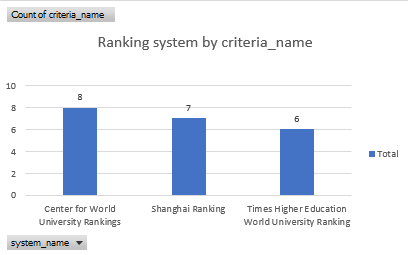 Count of criteria_name
Ranking system by criteria_name
10
8
6
4
2
0
8
7
6
Center for World
University Rankings
Shanghai Ranking
Times Higher Education
World University Ranking
Total
system_name